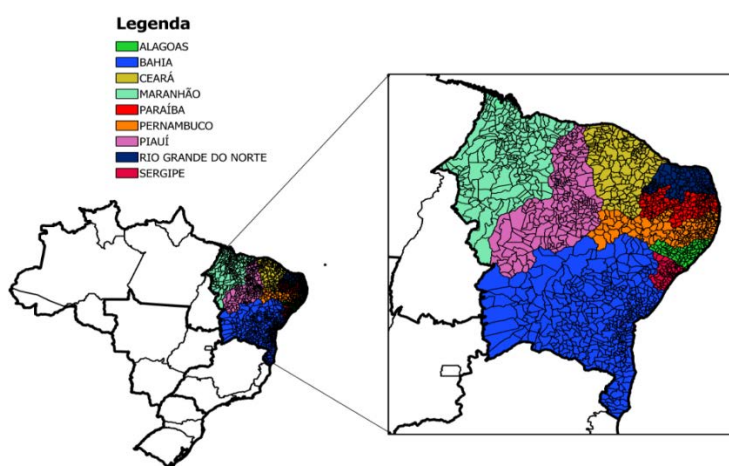 Legenda
ALAGOAS
BAHIA
CEARÁ
MARANHÃO
PARAÍBA
PERNAMBUCO
PIAUÍ
RIO GRANDE DO NORTE
SERGIPE